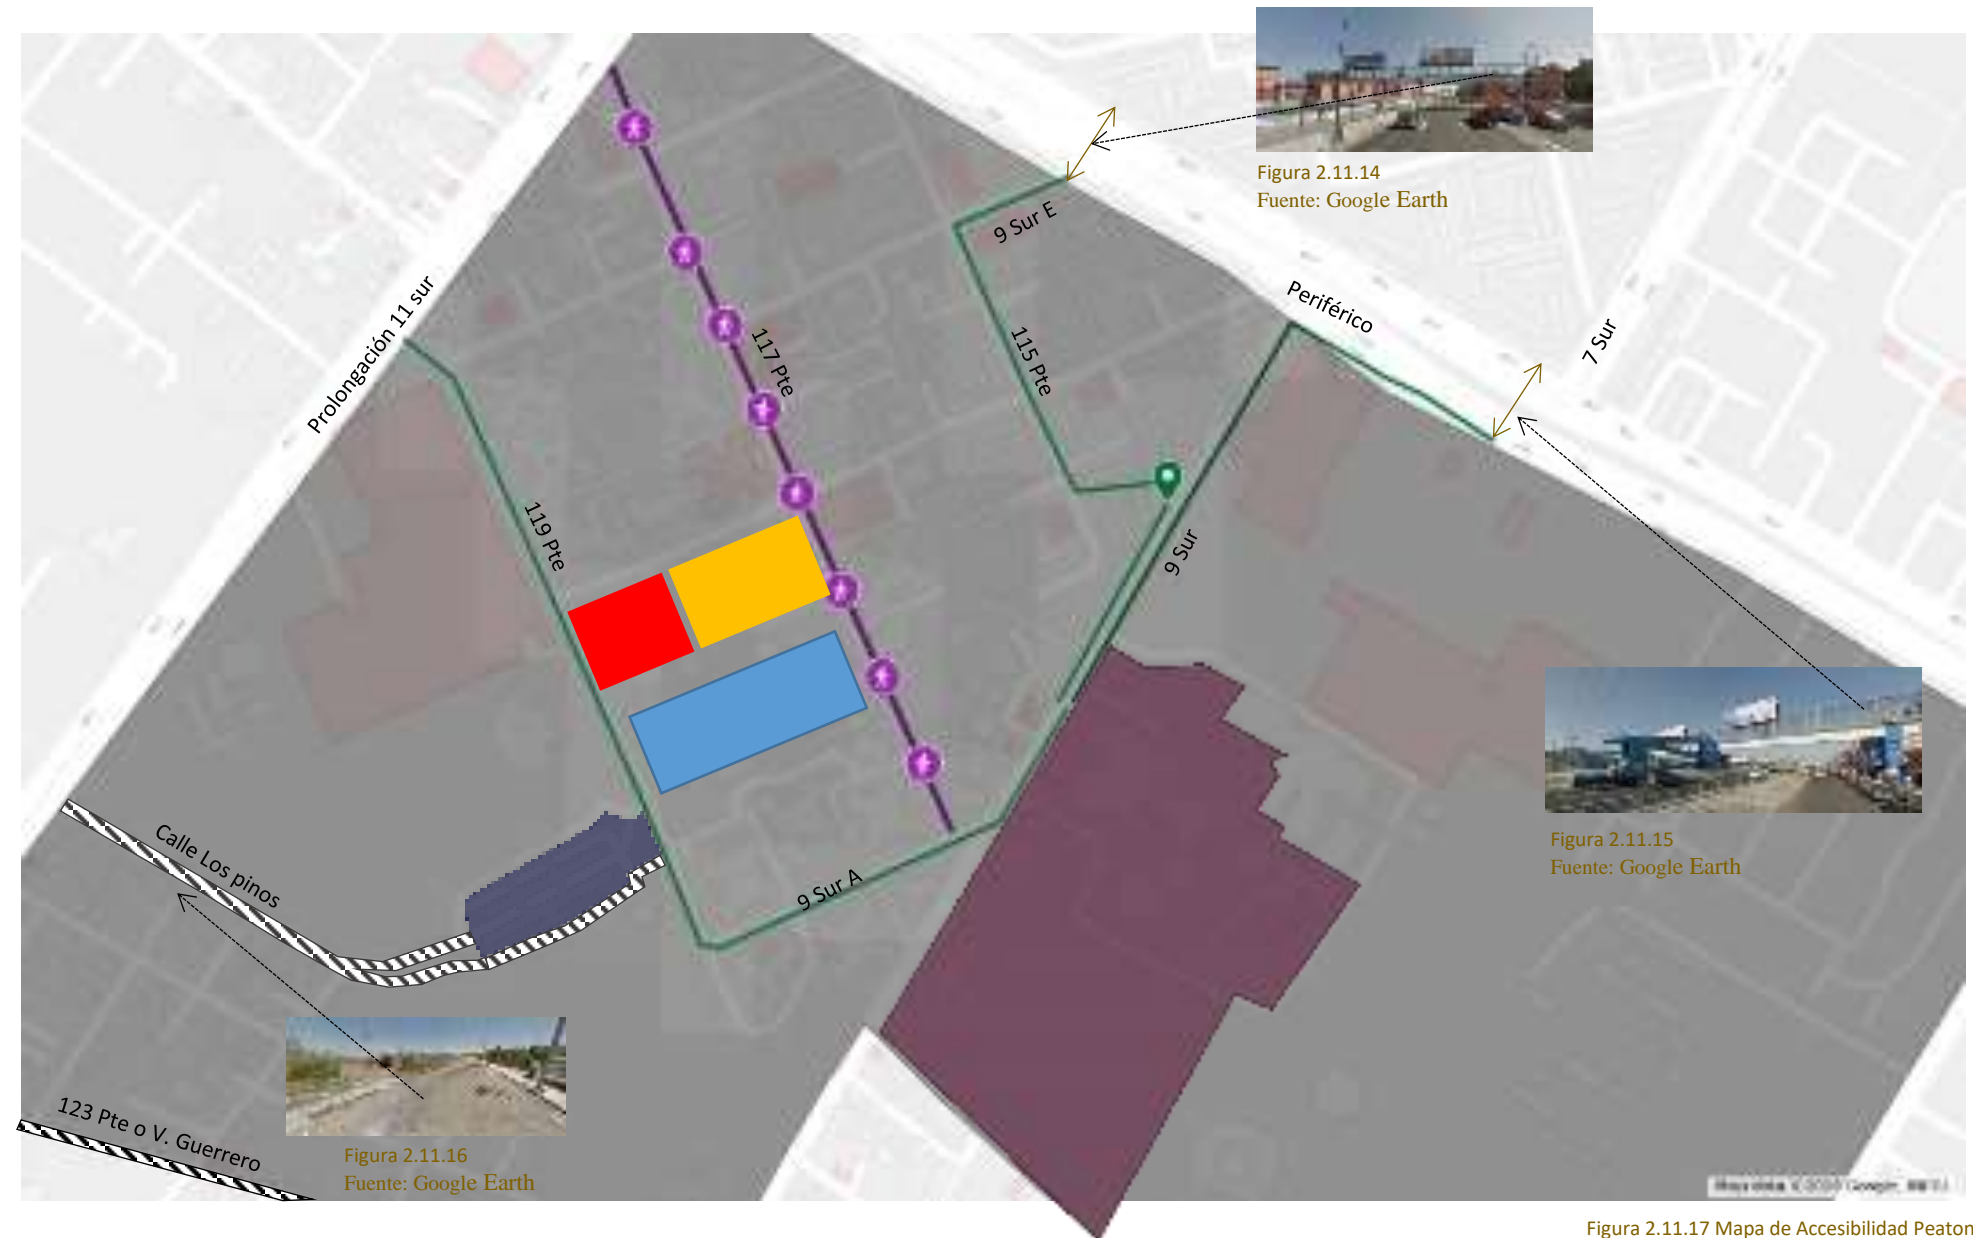 Figura 2.11.14
Fuente: Google Earth
9 Sur E
Prolongación 11 sur
Periférico
7 Sur
117 Pte
115 Pte
119 Pte
9 Sur
Figura 2.11.15
Fuente: Google Earth
Calle Los pinos
9 Sur A
123 Pte o V. Guerrero
Figura 2.11.16
Fuente: Google Earth
Figura 2.11.17 Mapa de Accesibilidad Peaton